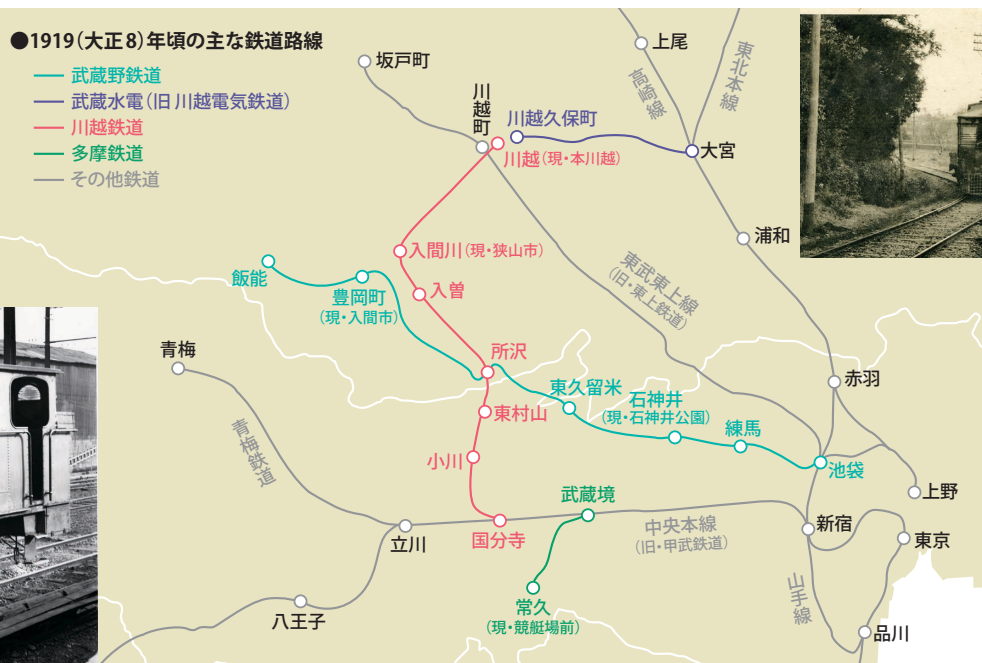 ●1919(大正8)年頃の主な鉄道路線
武蔵野鉄道
武蔵水電(旧 川越電気鉄道)
川越鉄道
多摩鉄道
その他鉄道
坂戸町
川越町
川越久保町
川越(現・本川越)
上尾
高崎線
東北本線
大宮
浦和
入間川(現・狭山市)
入曽
飯能
豊岡町
(現・入間市)
東武東上線
(旧・東上鉄道)
青梅
所沢
東久留米
石神井
(現・石神井公園)
赤羽
東村山
練馬
青梅鉄道
小川
池袋
上野
武蔵境
立川
国分寺
中央本線
(旧・甲武鉄道)
新宿
東京
常久
(現・競艇場前)
山手線
八王子
品川